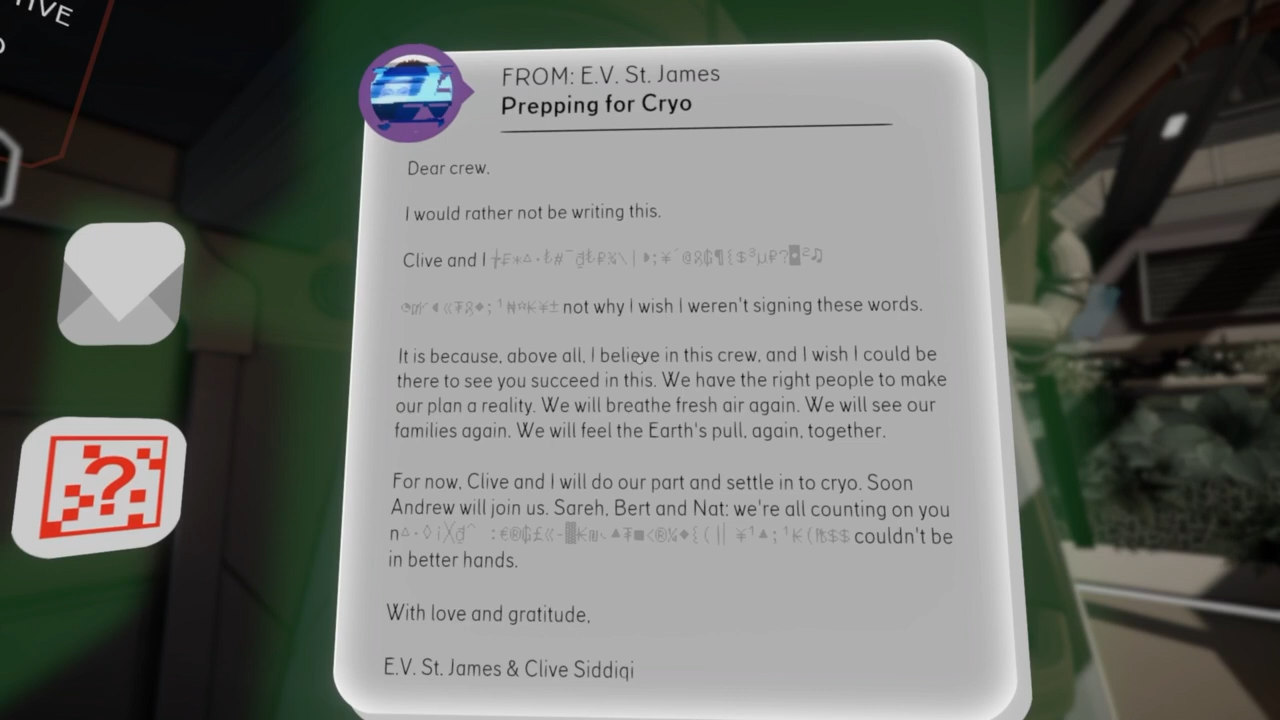 TIVE
FROM: E.V. St. James
Prepping for Cryo
Dear crew.
I would rather not be writing this.
Clive and I
not why I wish I weren't signing these words.
It is because, above all, I believe in this crew, and I wish I could be
there to see you succeed in this. We have the right people to make
our plan a reality. We will breathe fresh air again. We will see our
families again. We will feel the Earth's pull, again, together.
For now, Clive and I will do our part and settle in to cryo. Soon
Andrew will join us. Sareh, Bert and Nat: we're all counting on you
n couldn't be
in better hands.
With love and gratitude,
E.V. St. James & Clive Siddiqi
?